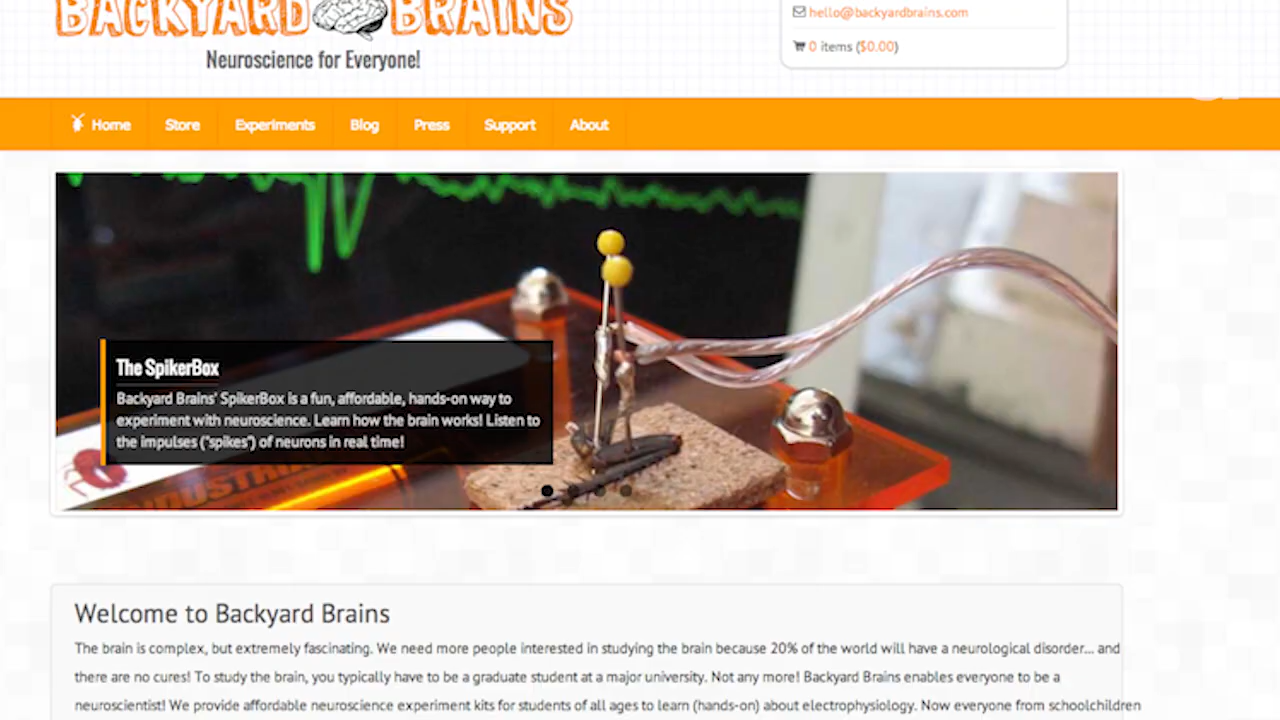 BACKYARD BRAINS
Neuroscience for Everyone!
hello@backyardbrains.com
0 items ($0.00)
Home Store Experiments Blog Press Support About
The SpikerBox
Backyard Brains' SpikerBox is a fun, affordable, hands-on way to
experiment with neuroscience. Learn how the brain works! Listen to
the impulses ("spikes") of neurons in real time!
Welcome to Backyard Brains
The brain is complex, but extremely fascinating. We need more people interested in studying the brain because 20% of the world will have a neurological disorder... and
there are no cures! To study the brain, you typically have to be a graduate student at a major university. Not any more! Backyard Brains enables everyone to be a
neuroscientist! We provide affordable neuroscience experiment kits for students of all ages to learn (hands-on) about electrophysiology. Now everyone from schoolchildren